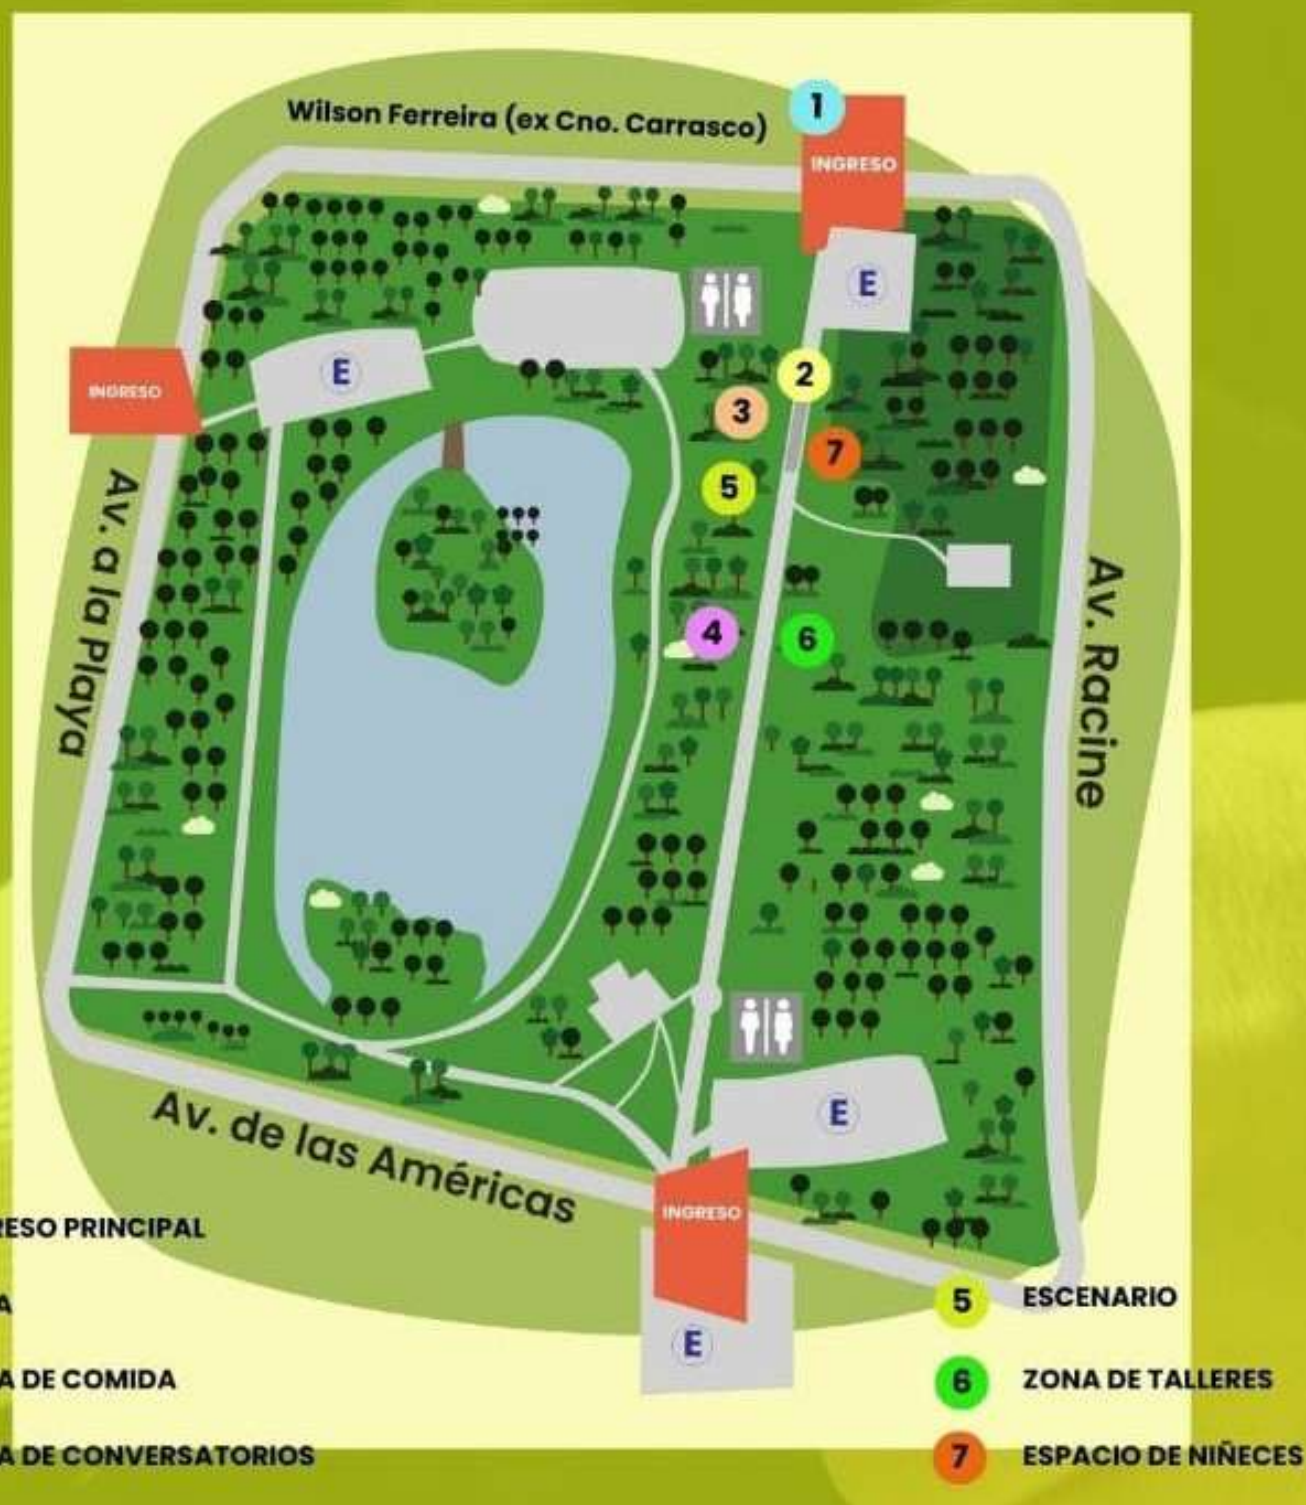 Wilson Ferreira (ex Cno. Carrasco)
1
INGRESO
E
INGRESO
E
2
3
7
5
4
6
Av. a la Playa
Av. Racine
E
Av. de las Américas
INGRESO
E
RESO PRINCIPAL
A
A DE COMIDA
A DE CONVERSATORIOS
5 ESCENARIO
6 ZONA DE TALLERES
7 ESPACIO DE NIÑECES